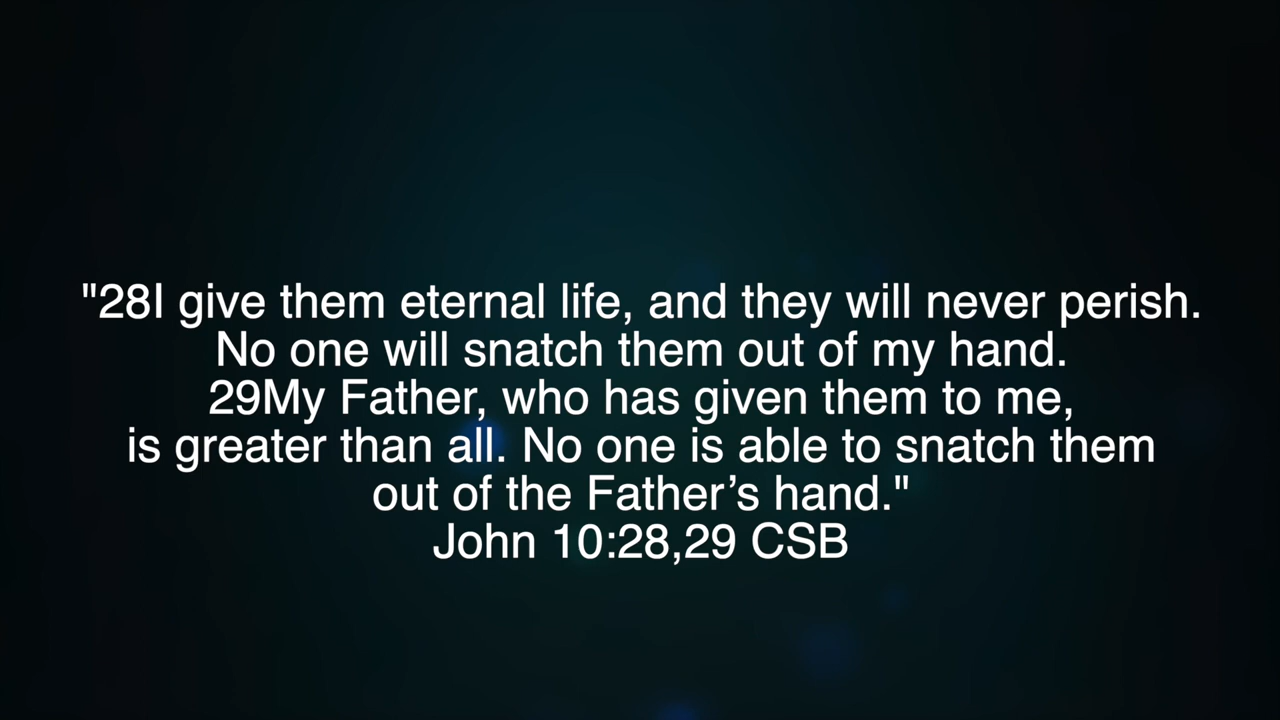 "28I give them eternal life, and they will never perish.
No one will snatch them out of my hand.
29My Father, who has given them to me,
is greater than all. No one is able to snatch them
out of the Father’s hand."
John 10:28,29 CSB